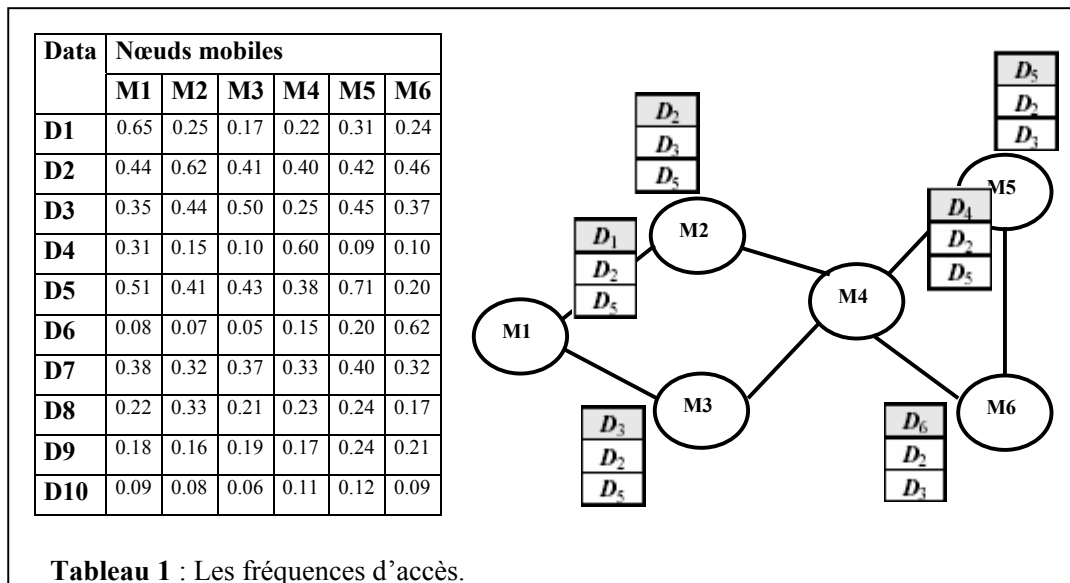 Data Nœuds mobiles
M1 M2 M3 M4 M5 M6
D1 0.65 0.25 0.17 0.22 0.31 0.24
D2 0.44 0.62 0.41 0.40 0.42 0.46
D3 0.35 0.44 0.50 0.25 0.45 0.37
D4 0.31 0.15 0.10 0.60 0.09 0.10
D5 0.51 0.41 0.43 0.38 0.71 0.20
D6 0.08 0.07 0.05 0.15 0.20 0.62
D7 0.38 0.32 0.37 0.33 0.40 0.32
D8 0.22 0.33 0.21 0.23 0.24 0.17
D9 0.18 0.16 0.19 0.17 0.24 0.21
D10 0.09 0.08 0.06 0.11 0.12 0.09
D5
D2
D3
M5
D2
D3
D5
M2
D4
D2
D5
M4
D1
D2
D5
M1
M3
D3
D2
D5
M6
D6
D2
D3
Tableau 1 : Les fréquences d'accès.